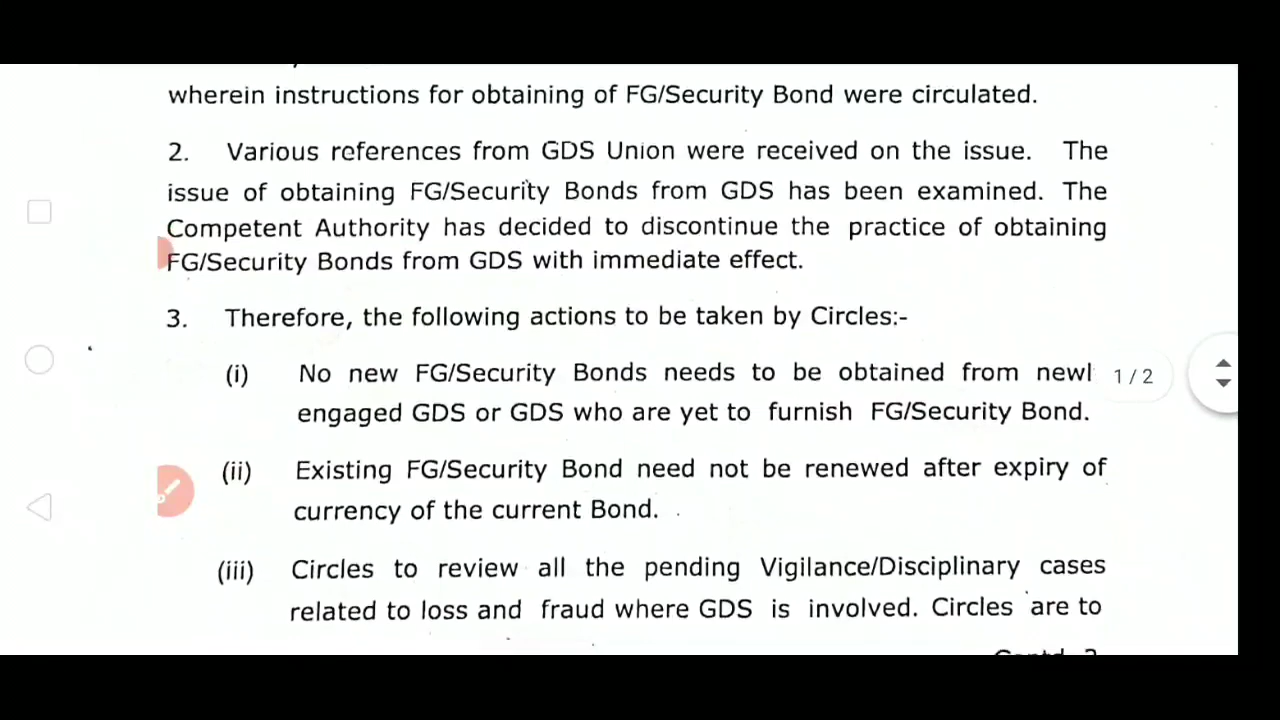 wherein instructions for obtaining of FG/Security Bond were circulated.
2. Various references from GDS Union were received on the issue. The
issue of obtaining FG/Security Bonds from GDS has been examined. The
Competent Authority has decided to discontinue the practice of obtaining
FG/Security Bonds from GDS with immediate effect.
3. Therefore, the following actions to be taken by Circles:-
(i) No new FG/Security Bonds needs to be obtained from newl
1 / 2
engaged GDS or GDS who are yet to furnish FG/Security Bond.
(ii) Existing FG/Security Bond need not be renewed after expiry of
currency of the current Bond.
(iii) Circles to review all the pending Vigilance/Disciplinary cases
related to loss and fraud where GDS is involved. Circles are to